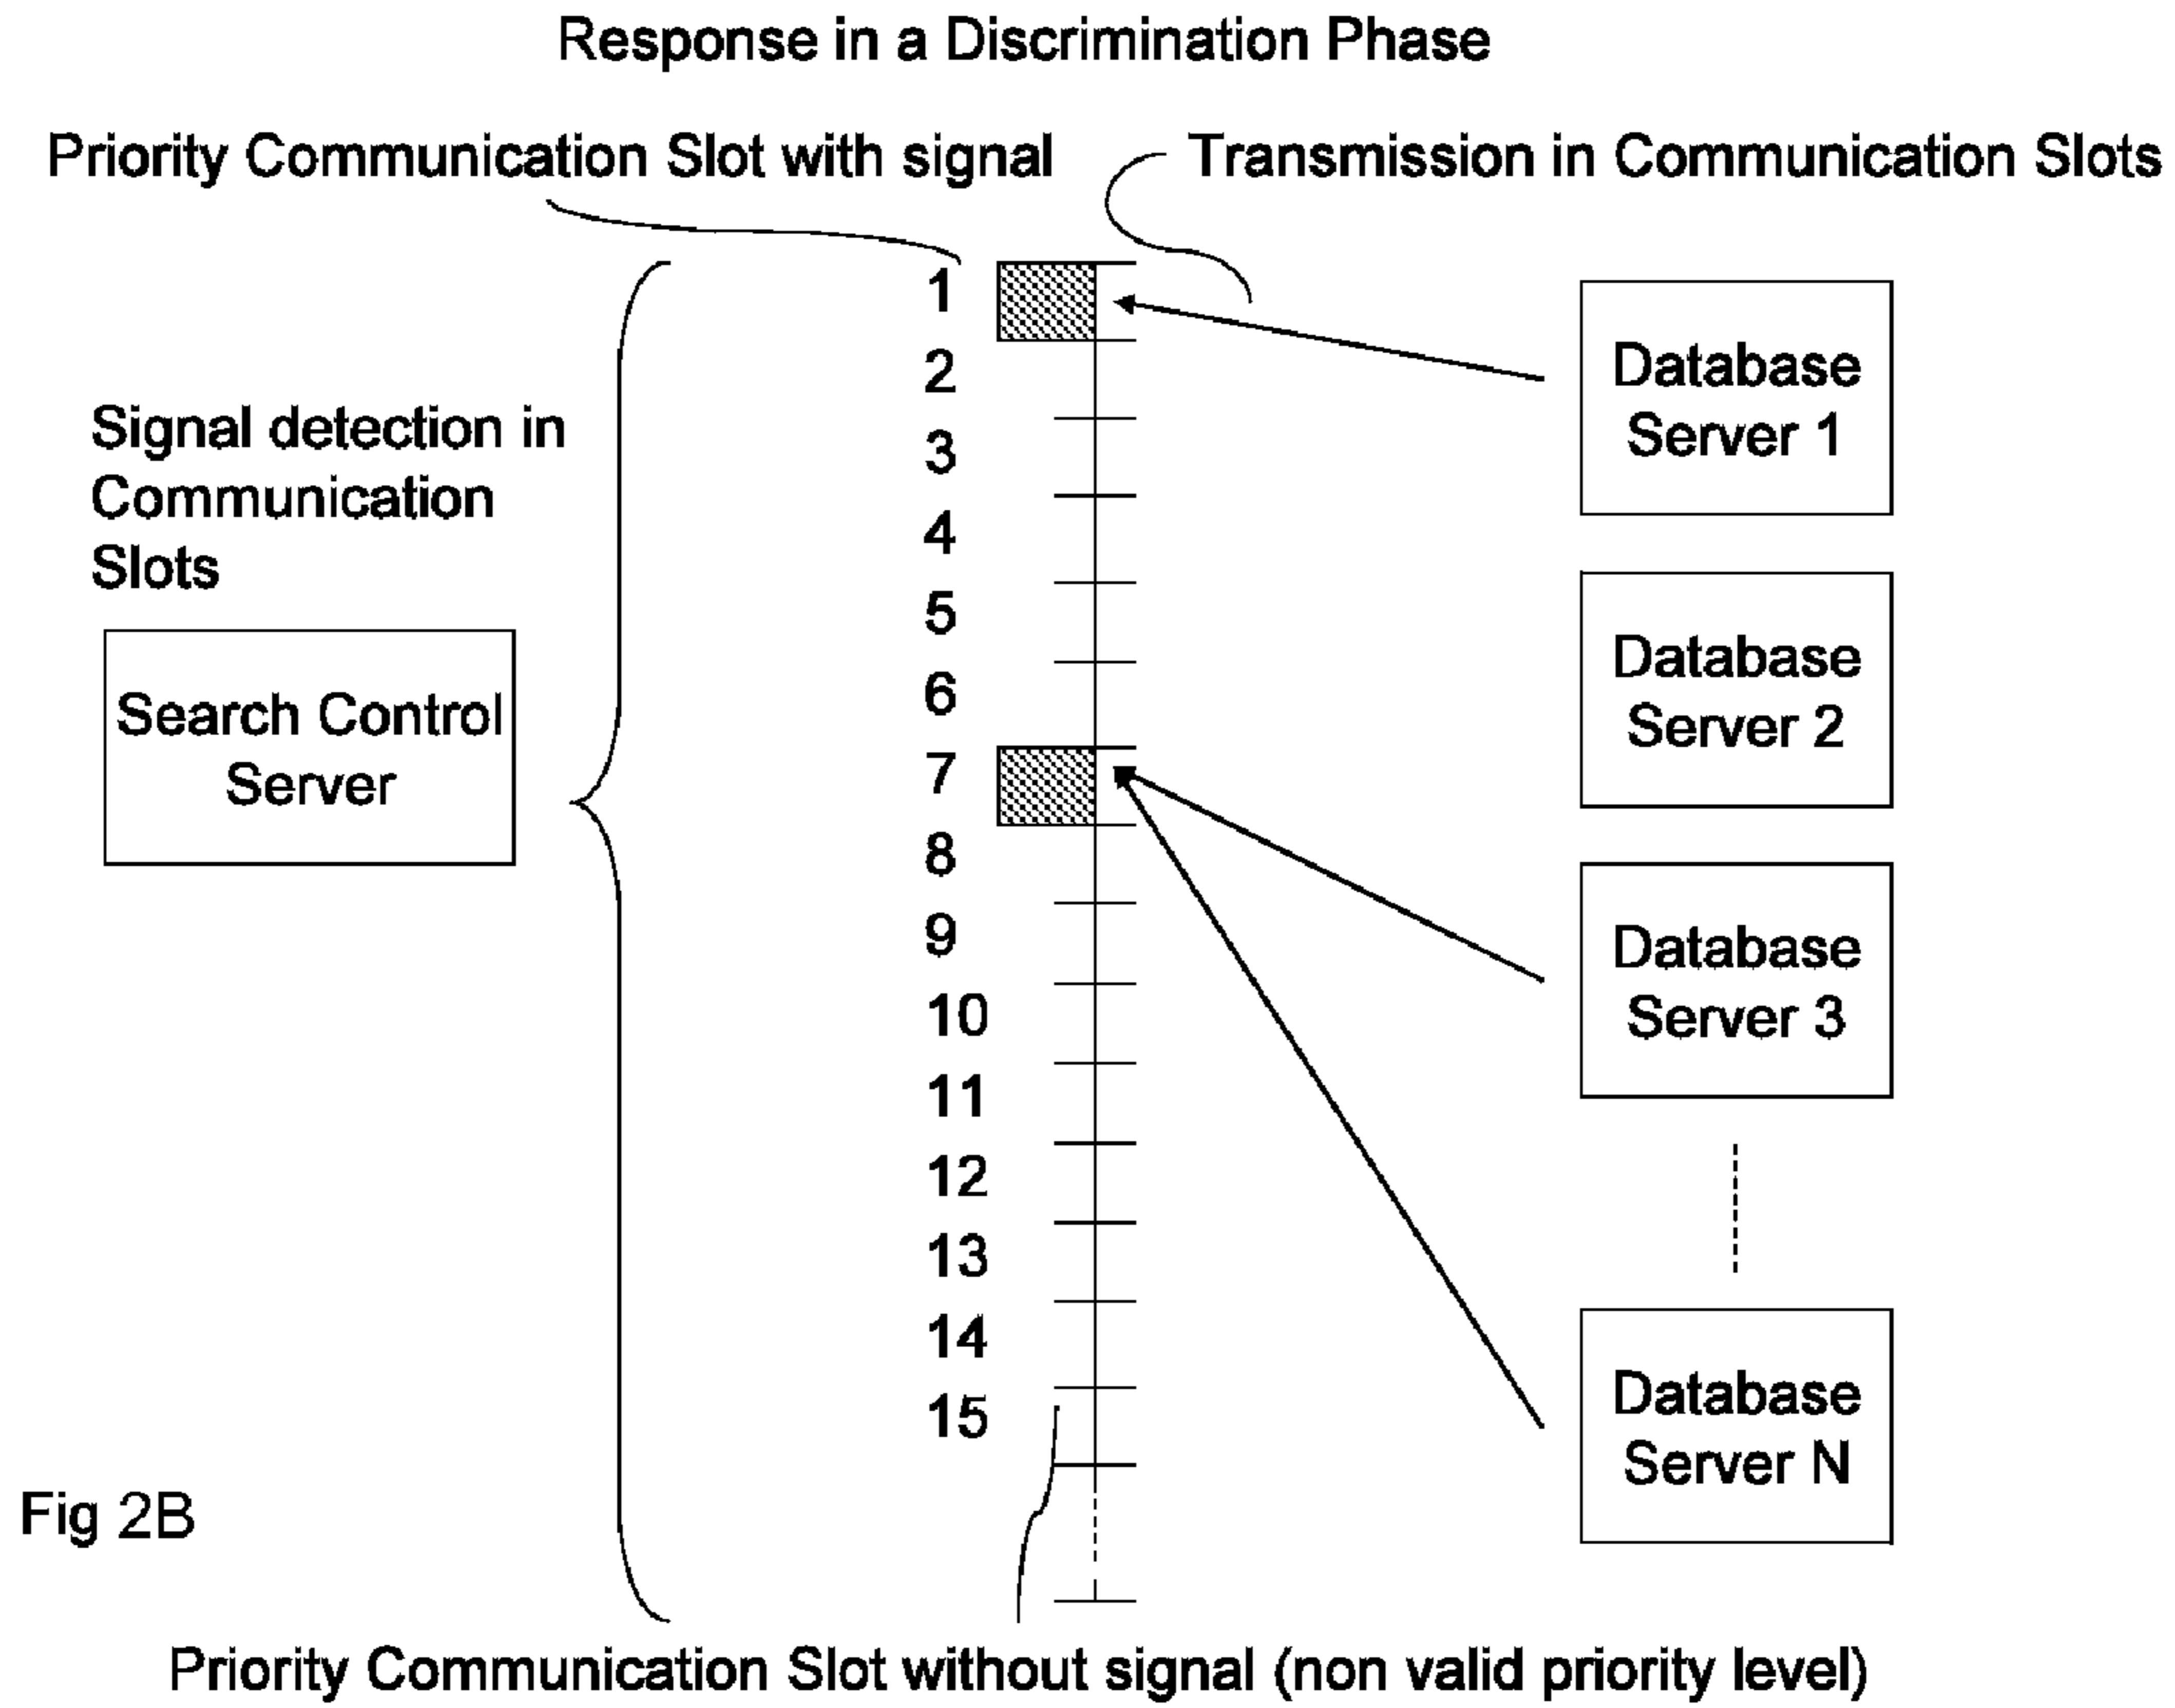 Response in a Discrimination Phase
Priority Communication Slot with signal
Transmission in Communication Slots
Signal detection in
Communication
Slots
Search Control
Server
1
2
3
4
5
6
7
8
9
10
11
12
13
14
15
Database
Server 1
Database
Server 2
Database
Server 3
Database
Server N
Fig 2B
Priority Communication Slot without signal (non valid priority level)